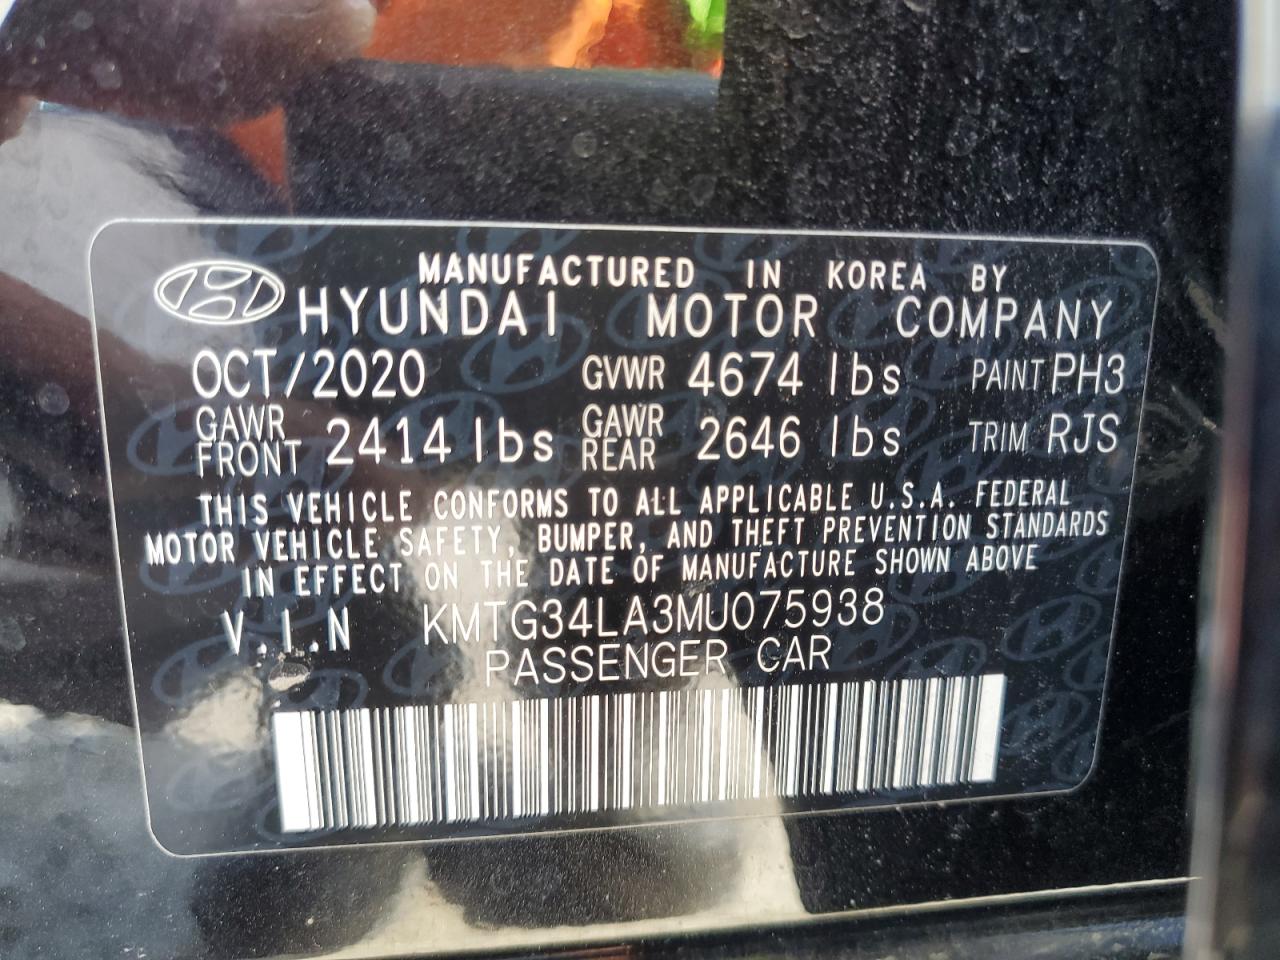 MANUFACTURED IN KOREA BY
HYUNDAI MOTOR COMPANY
OCT/2020 GVWR 4674 lbs PAINT PH3
GAWR FRONT 2414 lbs GAWR REAR 2646 lbs TRIM RJS
THIS VEHICLE CONFORMS TO ALL APPLICABLE U.S.A. FEDERAL
MOTOR VEHICLE SAFETY, BUMPER, AND THEFT PREVENTION STANDARDS
IN EFFECT ON THE DATE OF MANUFACTURE SHOWN ABOVE
V.I.N KMTG34LA3MU075938
PASSENGER CAR